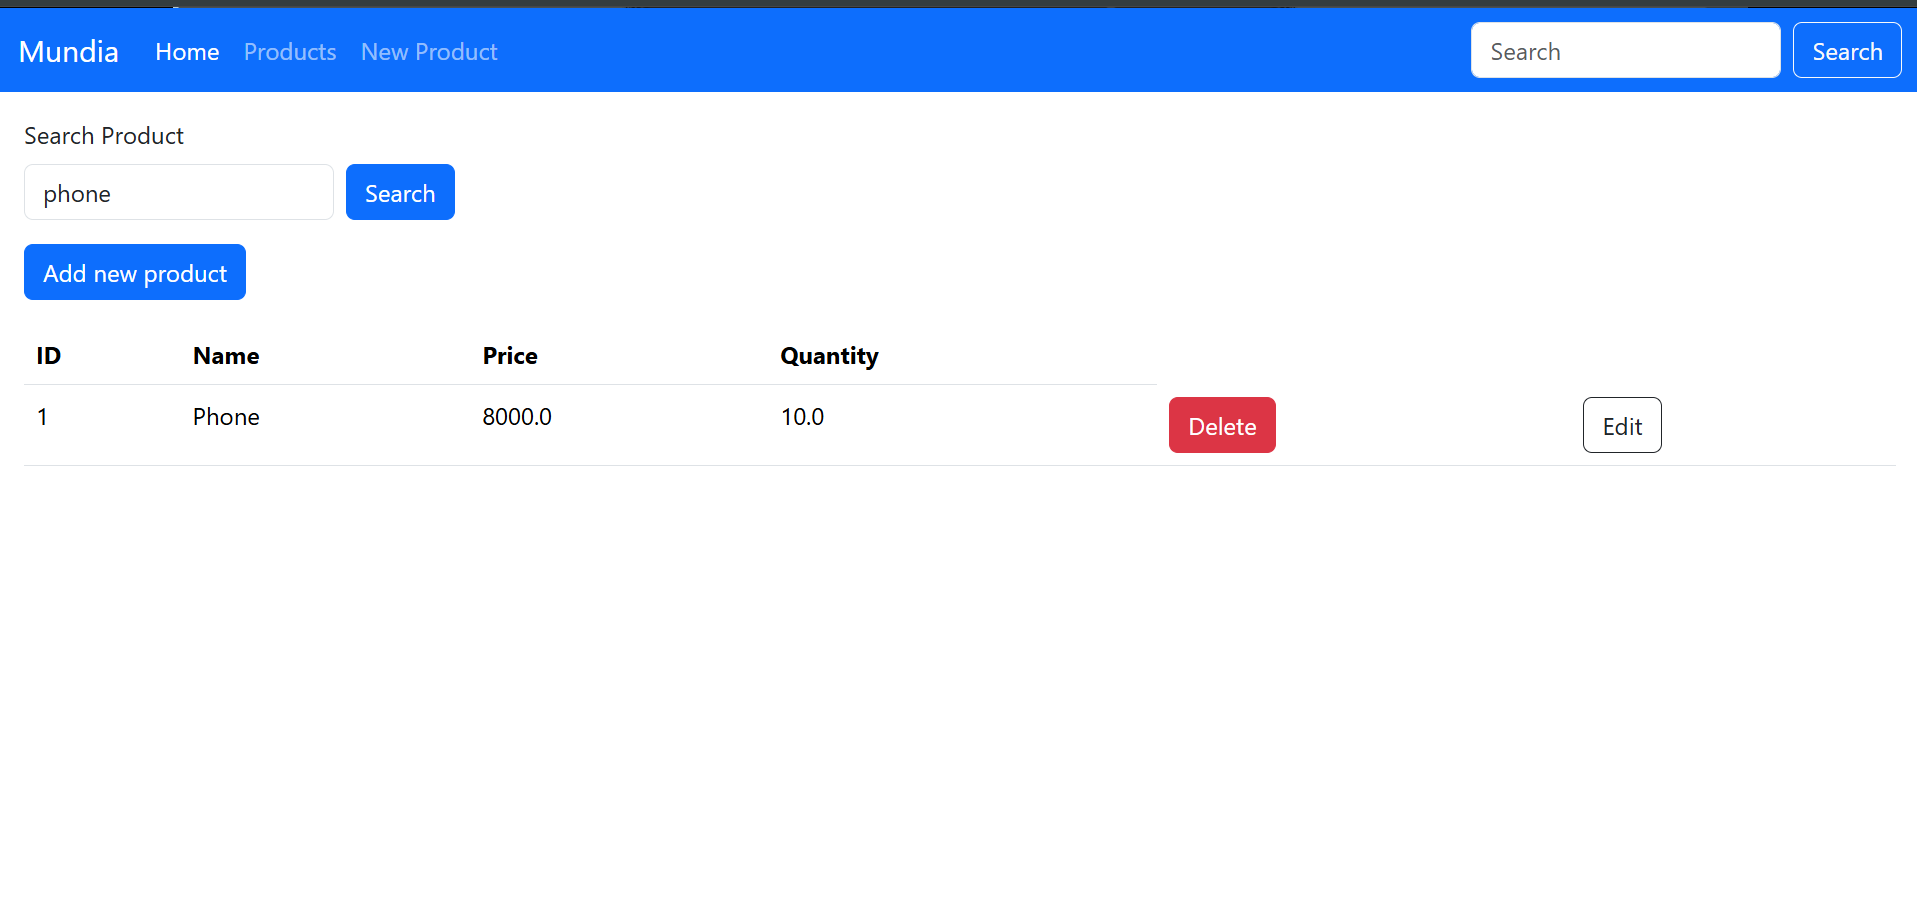 Mundia Home Products New Product Search Search
Search Product
phone Search
Add new product
ID Name Price Quantity
1 Phone 8000.0 10.0 Delete Edit